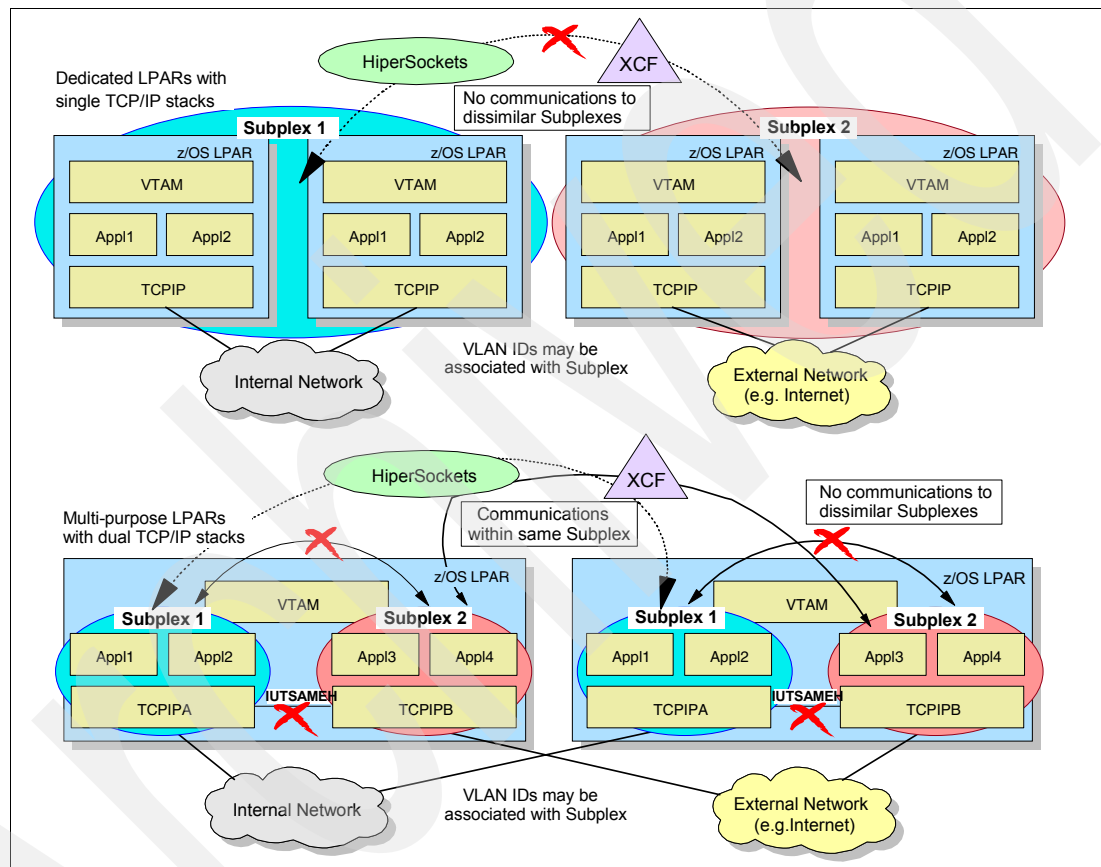 HiperSockets
XCF
Dedicated LPARs with
single TCP/IP stacks
No communications to
dissimilar Subplexes
Subplex 1
Subplex 2
z/OS LPAR
z/OS LPAR
z/OS LPAR
z/OS LPAR
VTAM
VTAM
VTAM
VTAM
Appl1
Appl2
Appl1
Appl2
Appl1
Appl2
Appl1
Appl2
TCPIP
TCPIP
TCPIP
TCPIP
Internal Network
VLAN IDs may be
associated with Subplex
External Network
(e.g. Internet)
HiperSockets
XCF
Multi-purpose LPARs
with dual TCP/IP stacks
Communications
within same Subplex
No communications to
dissimilar Subplexes
z/OS LPAR
z/OS LPAR
VTAM
VTAM
Subplex 1
Subplex 2
Subplex 1
Subplex 2
Appl1
Appl2
Appl3
Appl4
Appl1
Appl2
Appl3
Appl4
TCPIPA
IUTSAMEH
TCPIPB
TCPIPA
IUTSAMEH
TCPIPB
Internal Network
VLAN IDs may be
associated with Subplex
External Network
(e.g.Internet)